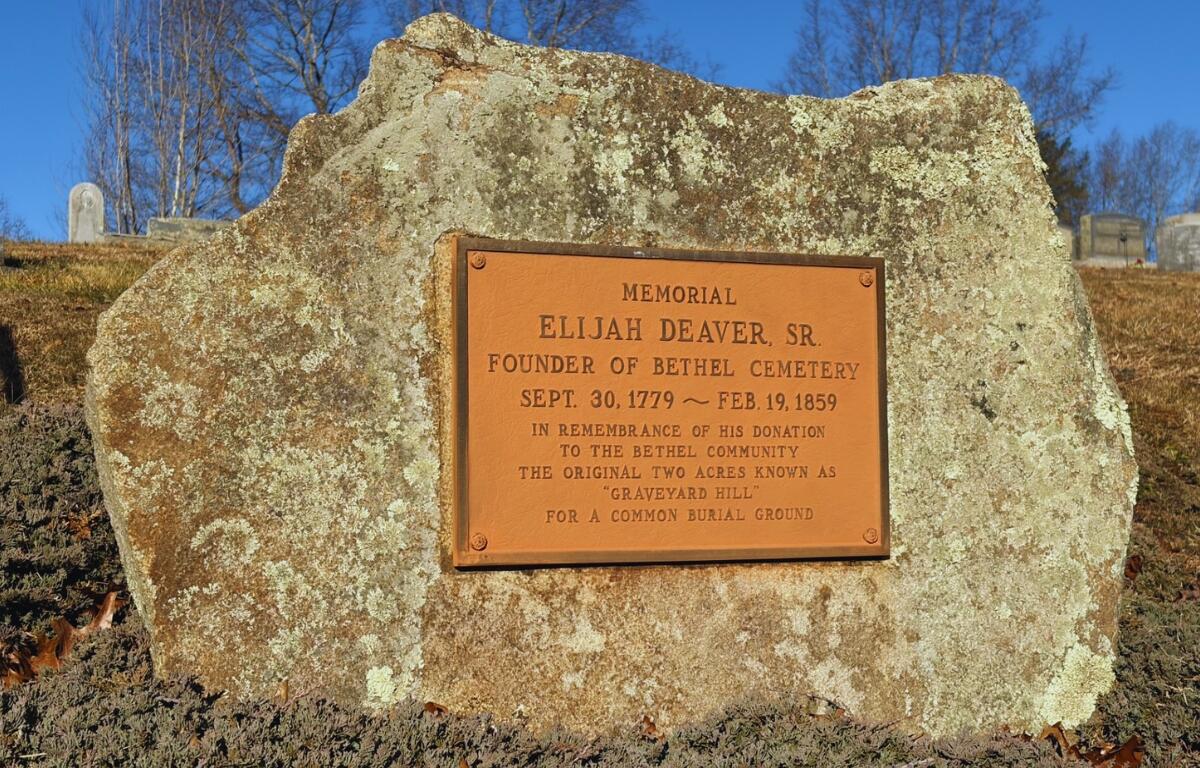 MEMORIAL
ELIJAH DEAVER, SR.
FOUNDER OF BETHEL CEMETERY
SEPT. 30, 1779 ~ FEB. 19, 1859
IN REMEMBRANCE OF HIS DONATION
TO THE BETHEL COMMUNITY
THE ORIGINAL TWO ACRES KNOWN AS
"GRAVEYARD HILL"
FOR A COMMON BURIAL GROUND